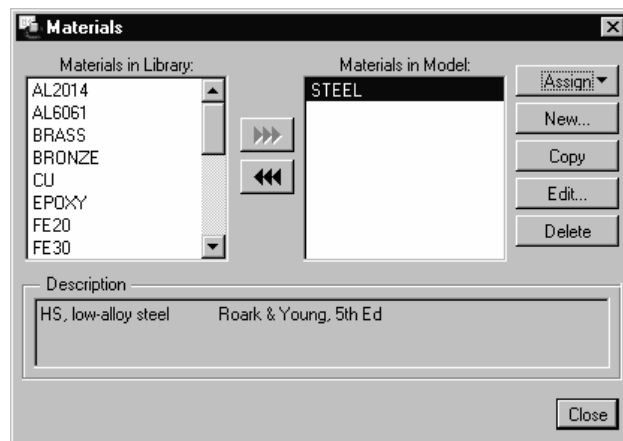 Materials
Materials in Library:
AL2014
AL6061
BRASS
BRONZE
CU
EPOXY
FE20
FE30
Materials in Model:
STEEL
Assign
New...
Copy
Edit...
Delete
Description
HS, low-alloy steel Roark & Young, 5th Ed
Close